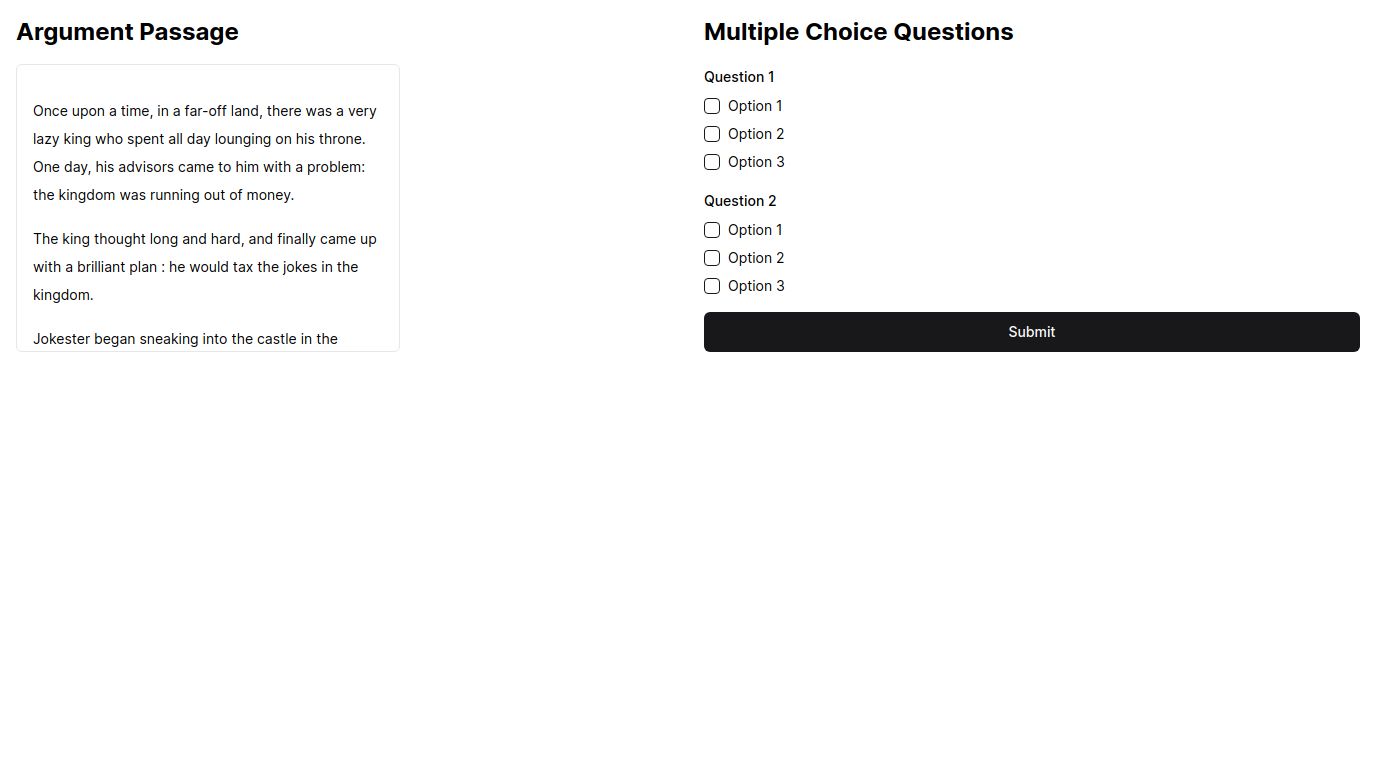 Argument Passage
Once upon a time, in a far-off land, there was a very
lazy king who spent all day lounging on his throne.
One day, his advisors came to him with a problem:
the kingdom was running out of money.
The king thought long and hard, and finally came up
with a brilliant plan : he would tax the jokes in the
kingdom.
Jokester began sneaking into the castle in the
Multiple Choice Questions
Question 1
Option 1
Option 2
Option 3
Question 2
Option 1
Option 2
Option 3
Submit